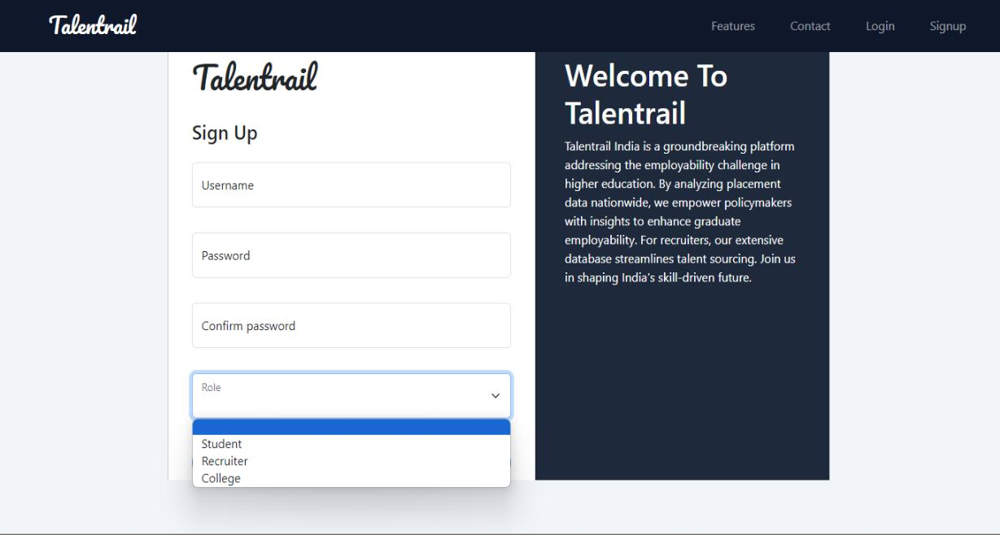 Talentrail
Features
Contact
Login
Signup
Talentrail
Sign Up
Username
Password
Confirm password
Role
Student
Recruiter
College
Welcome To
Talentrail
Talentrail India is a groundbreaking platform
addressing the employability challenge in
higher education. By analyzing placement
data nationwide, we empower policymakers
with insights to enhance graduate
employability. For recruiters, our extensive
database streamlines talent sourcing. Join us
in shaping India's skill-driven future.